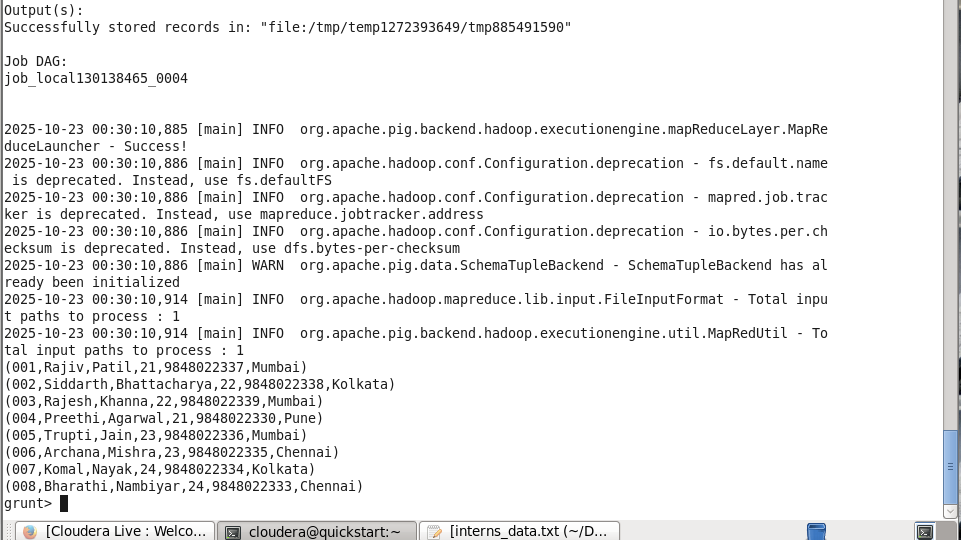 Output(s):
Successfully stored records in: "file:/tmp/temp1272393649/tmp885491590"
Job DAG:
job_local130138465_0004
2025-10-23 00:30:10,885 [main] INFO  org.apache.pig.backend.hadoop.executionengine.mapReduceLayer.MapRe
duceLauncher - Success!
2025-10-23 00:30:10,886 [main] INFO  org.apache.hadoop.conf.Configuration.deprecation - fs.default.name
 is deprecated. Instead, use fs.defaultFS
2025-10-23 00:30:10,886 [main] INFO  org.apache.hadoop.conf.Configuration.deprecation - mapred.job.trac
ker is deprecated. Instead, use mapreduce.jobtracker.address
2025-10-23 00:30:10,886 [main] INFO  org.apache.hadoop.conf.Configuration.deprecation - io.bytes.per.ch
ecksum is deprecated. Instead, use dfs.bytes-per-checksum
2025-10-23 00:30:10,886 [main] WARN  org.apache.pig.data.SchemaTupleBackend - SchemaTupleBackend has al
ready been initialized
2025-10-23 00:30:10,914 [main] INFO  org.apache.hadoop.mapreduce.lib.input.FileInputFormat - Total inpu
t paths to process : 1
2025-10-23 00:30:10,914 [main] INFO  org.apache.pig.backend.hadoop.executionengine.util.MapRedUtil - To
tal input paths to process : 1
(001,Rajiv,Patil,21,9848022337,Mumbai)
(002,Siddarth,Bhattacharya,22,9848022338,Kolkata)
(003,Rajesh,Khanna,22,9848022339,Mumbai)
(004,Preethi,Agarwal,21,9848022330,Pune)
(005,Trupti,Jain,23,9848022336,Mumbai)
(006,Archana,Mishra,23,9848022335,Chennai)
(007,Komal,Nayak,24,9848022334,Kolkata)
(008,Bharathi,Nambiyar,24,9848022333,Chennai)
grunt>
[Cloudera Live : Welco... cloudera@quickstart:~ [interns_data.txt (~/D...